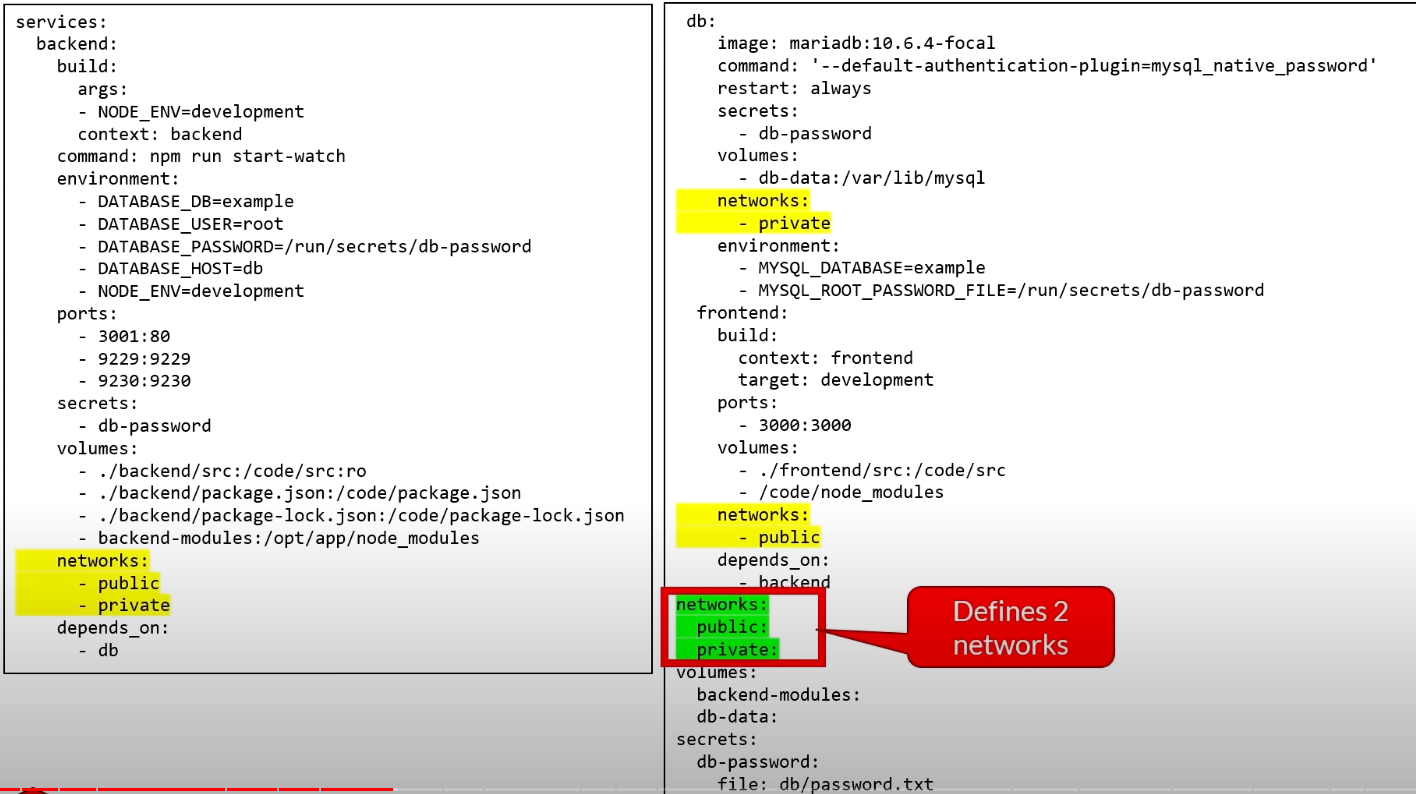 services:
backend:
build:
args:
- NODE_ENV=development
context: backend
command: npm run start-watch
environment:
- DATABASE_DB=example
- DATABASE_USER=root
- DATABASE_PASSWORD=/run/secrets/db-password
- DATABASE_HOST=db
- NODE_ENV=development
ports:
- 3001:80
- 9229:9229
- 9230:9230
secrets:
- db-password
volumes:
- ./backend/src:/code/src:ro
- ./backend/package.json:/code/package.json
- ./backend/package-lock.json:/code/package-lock.json
- backend-modules:/opt/app/node_modules
networks:
- public
- private
depends_on:
- db
db:
image: mariadb:10.6.4-focal
command: '--default-authentication-plugin=mysql_native_password'
restart: always
secrets:
- db-password
volumes:
- db-data:/var/lib/mysql
networks:
- private
environment:
- MYSQL_DATABASE=example
- MYSQL_ROOT_PASSWORD_FILE=/run/secrets/db-password
frontend:
build:
context: frontend
target: development
ports:
- 3000:3000
volumes:
- ./frontend/src:/code/src
- /code/node_modules
networks:
- public
depends_on:
- backend
networks:
public:
private:
volumes:
backend-modules:
db-data:
secrets:
db-password:
file: db/password.txt
Defines 2
networks